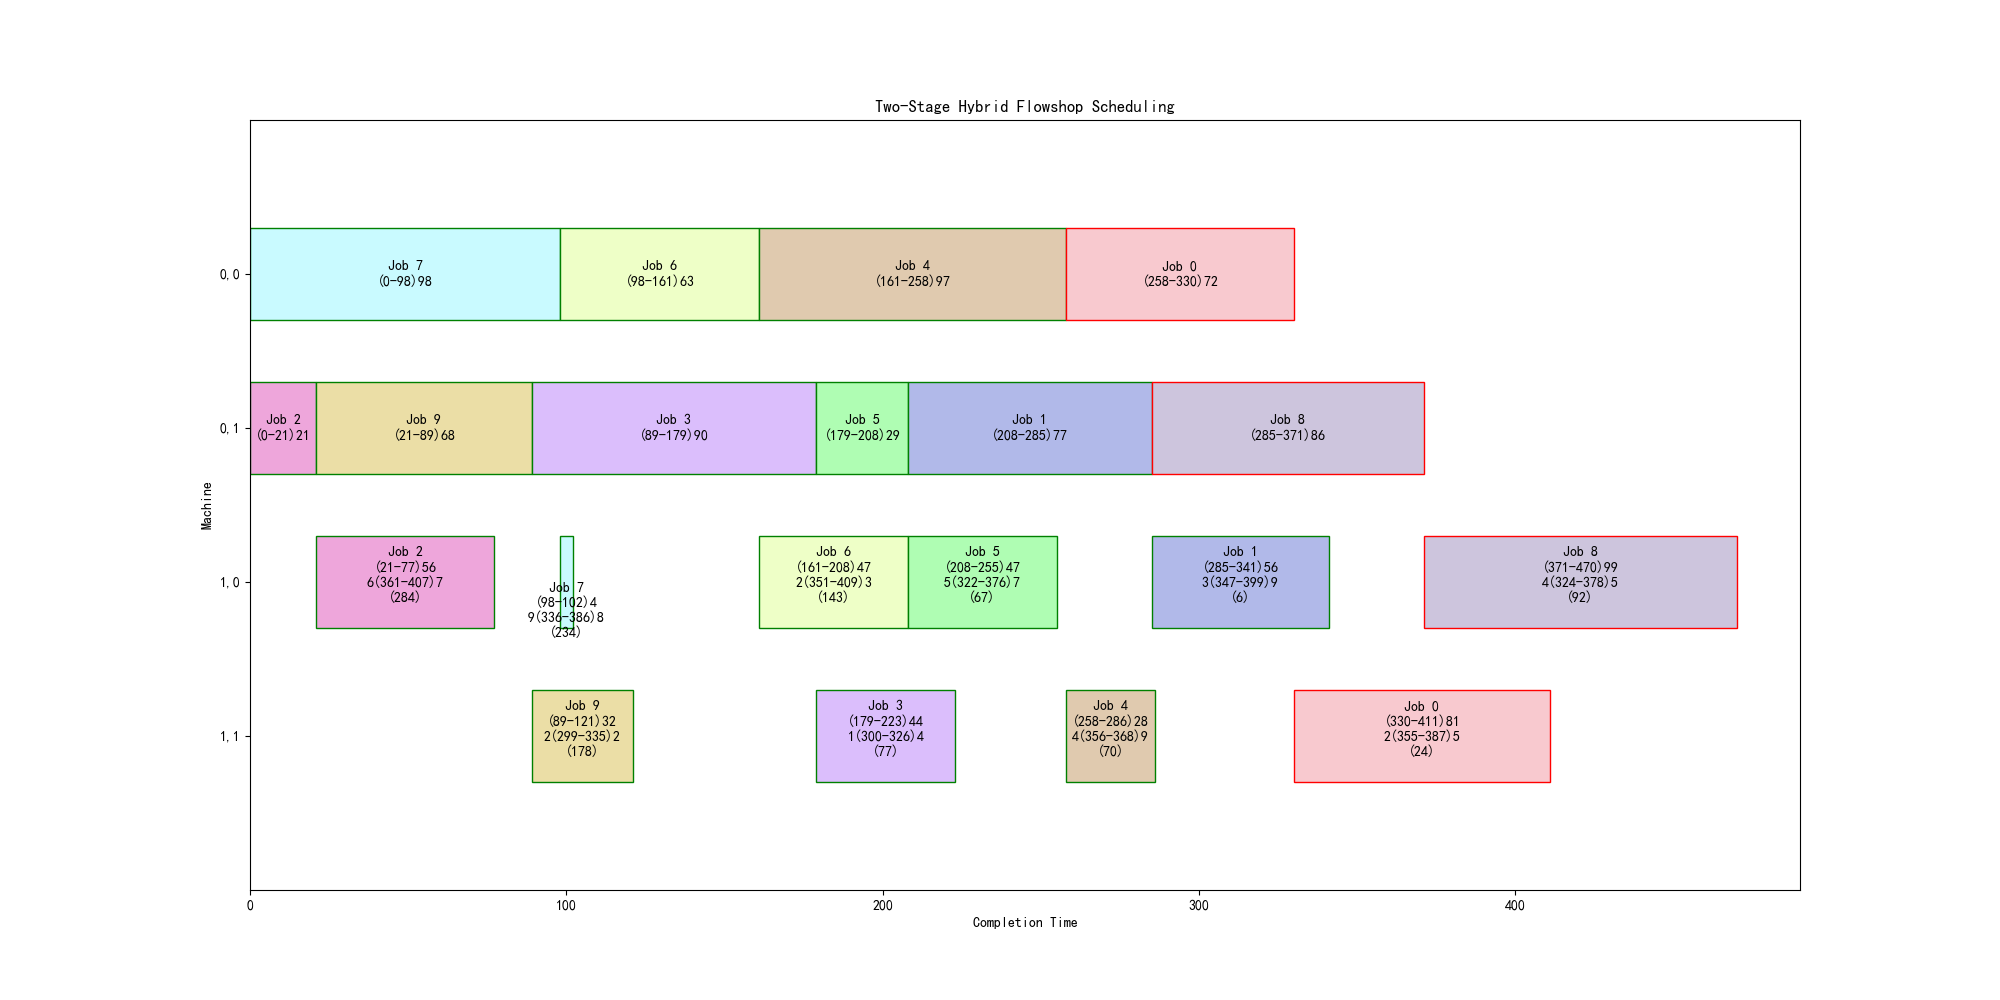 Two-Stage Hybrid Flowshop Scheduling
0,0
Job 7
(0-98)98
Job 6
(98-161)63
Job 4
(161-258)97
Job 0
(258-330)72
0,1
Job 2
(0-21)21
Job 9
(21-89)68
Job 3
(89-179)90
Job 5
(179-208)29
Job 1
(208-285)77
Job 8
(285-371)86
Machine
1,0
Job 2
(21-77)56
6(361-407)7
(284)
Job 7
(98-102)4
9(336-386)8
(234)
Job 6
(161-208)47
2(351-409)3
(143)
Job 5
(208-255)47
5(322-376)7
(67)
Job 1
(285-341)56
3(347-399)9
(6)
Job 8
(371-470)99
4(324-378)5
(92)
1,1
Job 9
(89-121)32
2(299-335)2
(178)
Job 3
(179-223)44
1(300-326)4
(77)
Job 4
(258-286)28
4(356-368)9
(70)
Job 0
(330-411)81
2(355-387)5
(24)
0
100
200
300
400
Completion Time